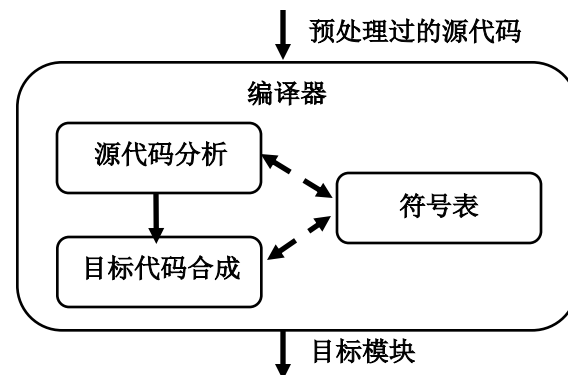 预处理过的源代码
编译器
源代码分析
符号表
目标代码合成
目标模块